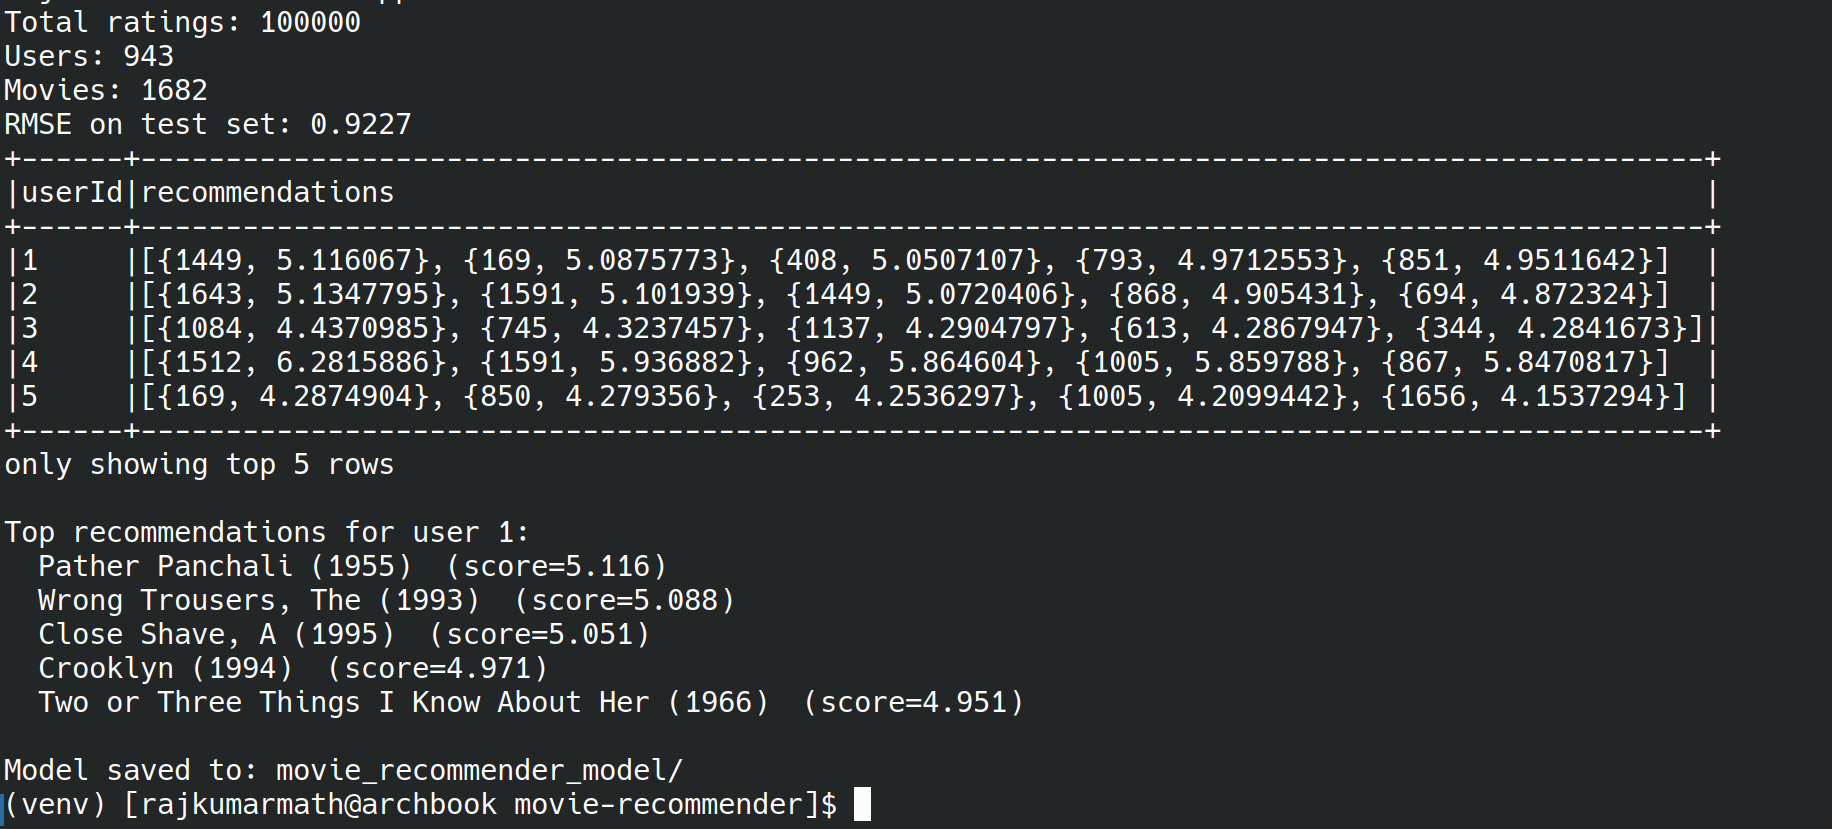 Total ratings: 100000
Users: 943
Movies: 1682
RMSE on test set: 0.9227
+------+--------------------------------------------------------------------------------------------+
|userId|recommendations                                                                             |
+------+--------------------------------------------------------------------------------------------+
|1     |[{1449, 5.116067}, {169, 5.0875773}, {408, 5.0507107}, {793, 4.9712553}, {851, 4.9511642}]  |
|2     |[{1643, 5.1347795}, {1591, 5.101939}, {1449, 5.0720406}, {868, 4.905431}, {694, 4.872324}]  |
|3     |[{1084, 4.4370985}, {745, 4.3237457}, {1137, 4.2904797}, {613, 4.2867947}, {344, 4.2841673}]|
|4     |[{1512, 6.2815886}, {1591, 5.936882}, {962, 5.864604}, {1005, 5.859788}, {867, 5.8470817}]  |
|5     |[{169, 4.2874904}, {850, 4.279356}, {253, 4.2536297}, {1005, 4.2099442}, {1656, 4.1537294}] |
+------+--------------------------------------------------------------------------------------------+
only showing top 5 rows

Top recommendations for user 1:
  Pather Panchali (1955)  (score=5.116)
  Wrong Trousers, The (1993)  (score=5.088)
  Close Shave, A (1995)  (score=5.051)
  Crooklyn (1994)  (score=4.971)
  Two or Three Things I Know About Her (1966)  (score=4.951)

Model saved to: movie_recommender_model/
(venv) [rajkumarmath@archbook movie-recommender]$